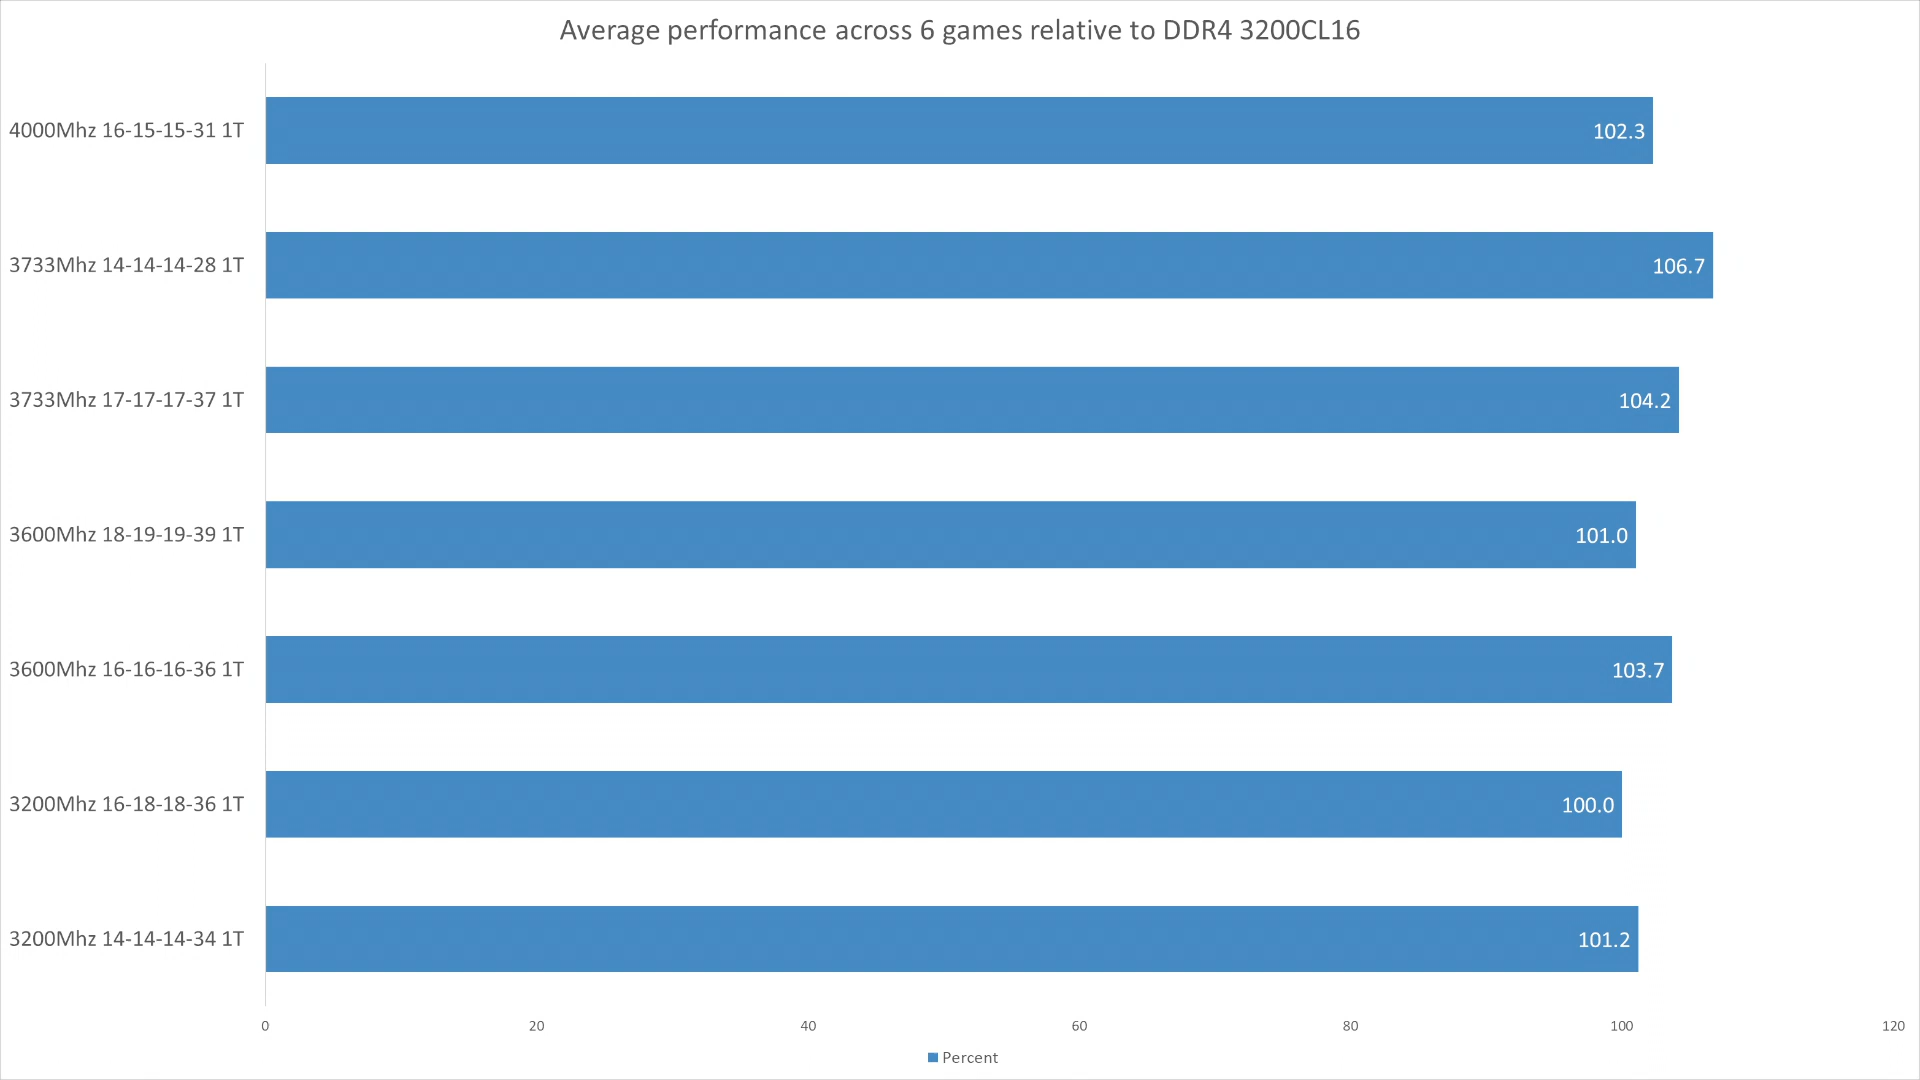 Average performance across 6 games relative to DDR4 3200CL16
4000Mhz 16-15-15-31 1T 102.3
3733Mhz 14-14-14-28 1T 106.7
3733Mhz 17-17-17-37 1T 104.2
3600Mhz 18-19-19-39 1T 101.0
3600Mhz 16-16-16-36 1T 103.7
3200Mhz 16-18-18-36 1T 100.0
3200Mhz 14-14-14-34 1T 101.2
0 20 40 60 80 100 120
Percent